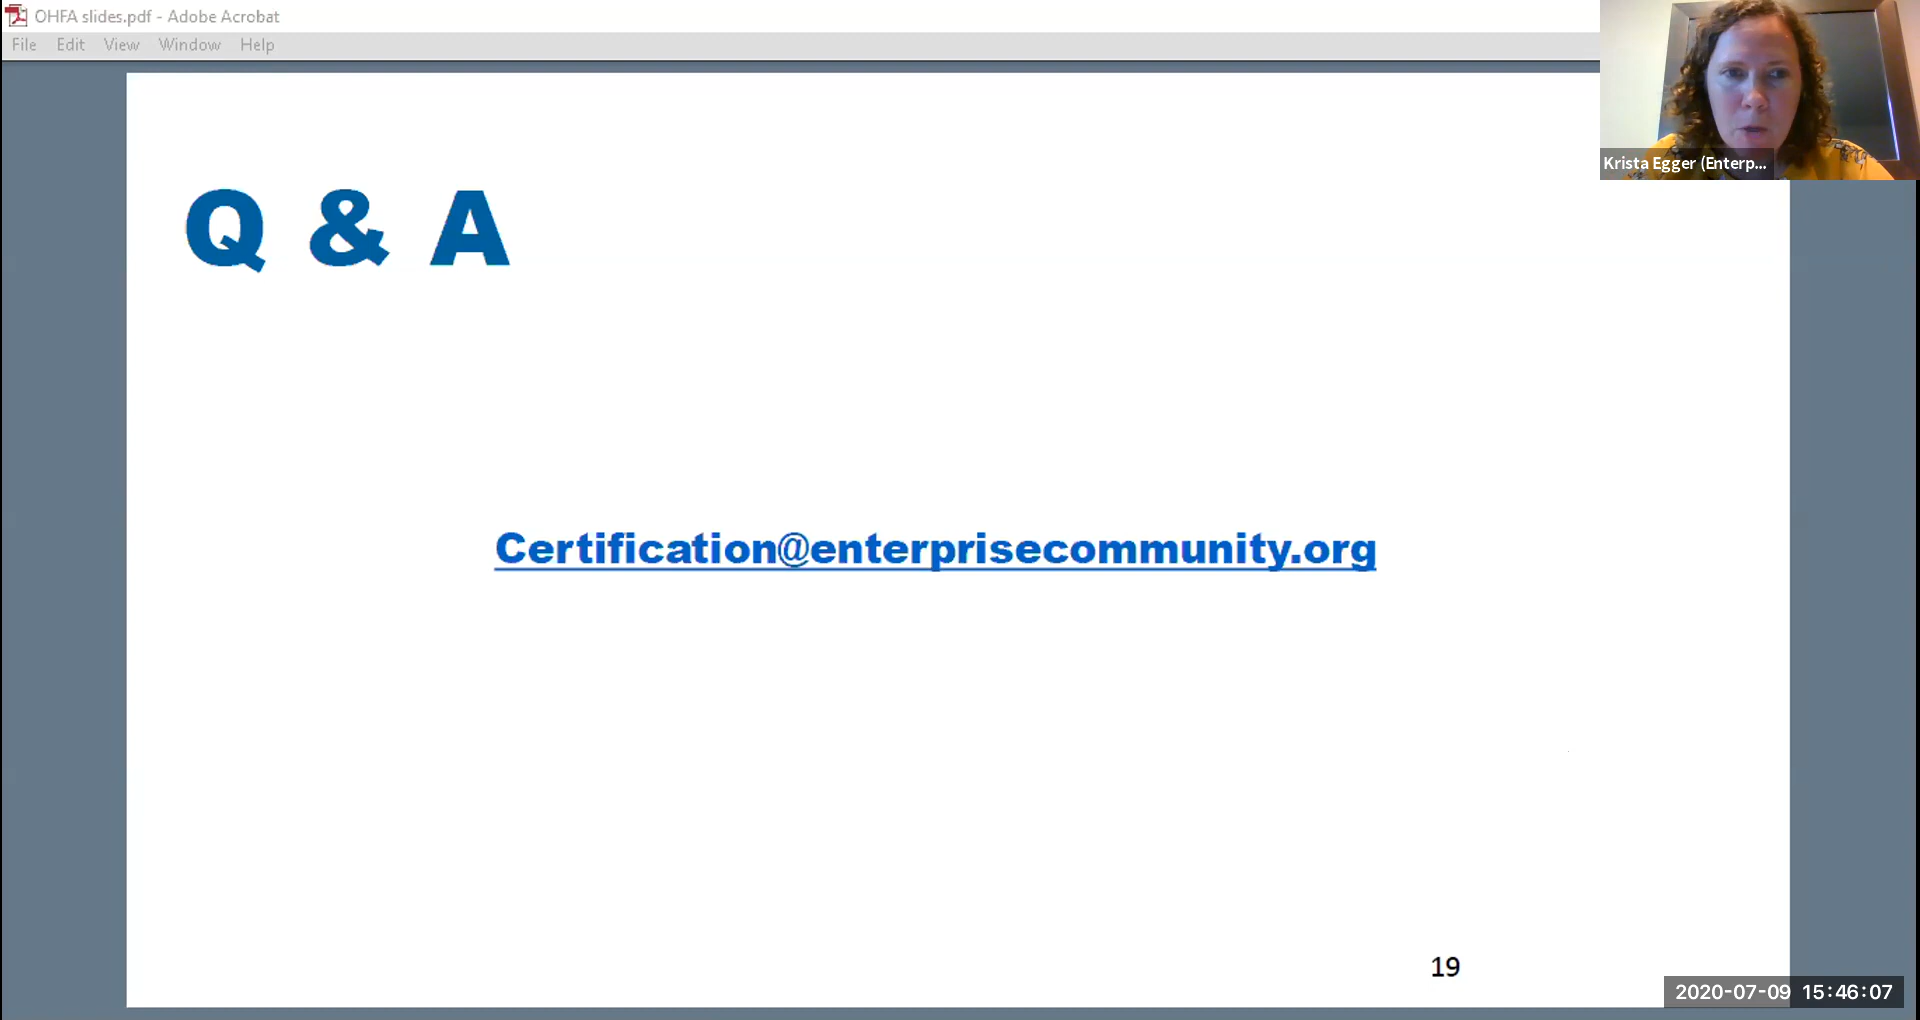 OHFA slides.pdf - Adobe Acrobat
File Edit View Window Help
Krista Egger (Enterp...
Q & A
Certification@enterprisecommunity.org
19
2020-07-09 15:46:07